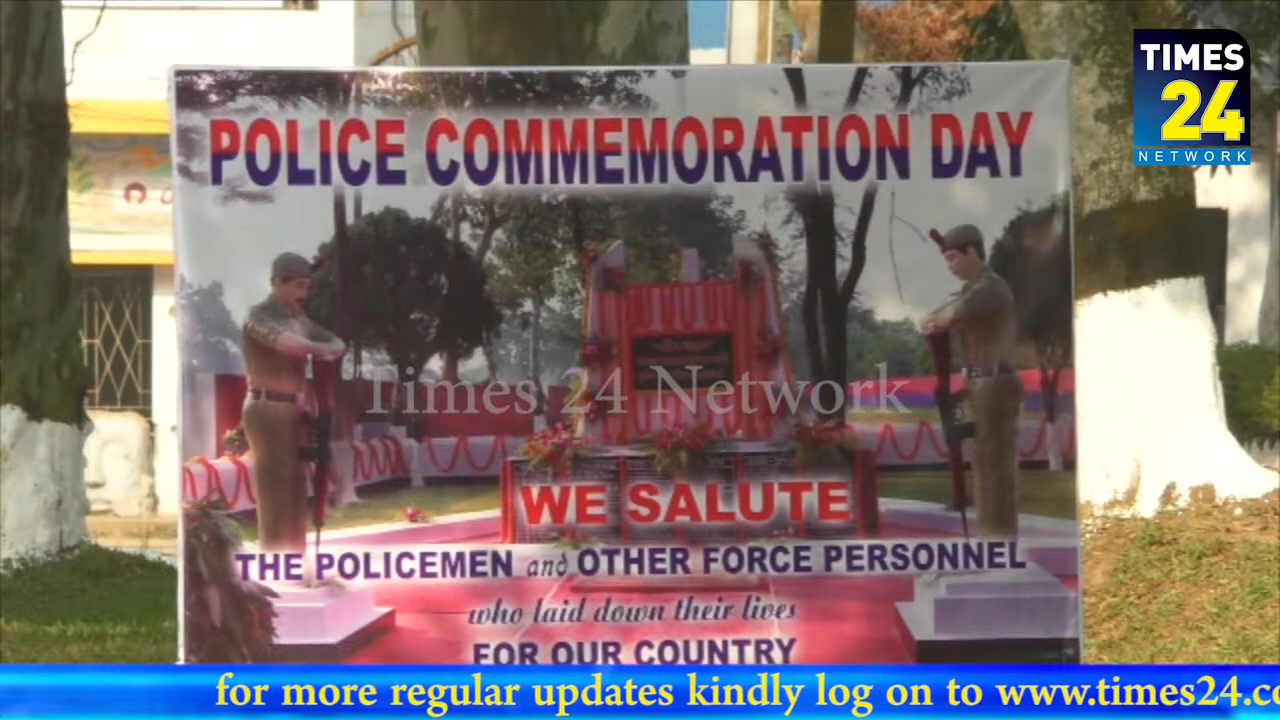 TIMES
24
NETWORK
POLICE COMMEMORATION DAY
Times 24 Network
WE SALUTE
THE POLICEMEN and OTHER FORCE PERSONNEL
who laid down their lives
FOR OUR COUNTRY
for more regular updates kindly log on to www.times24.co